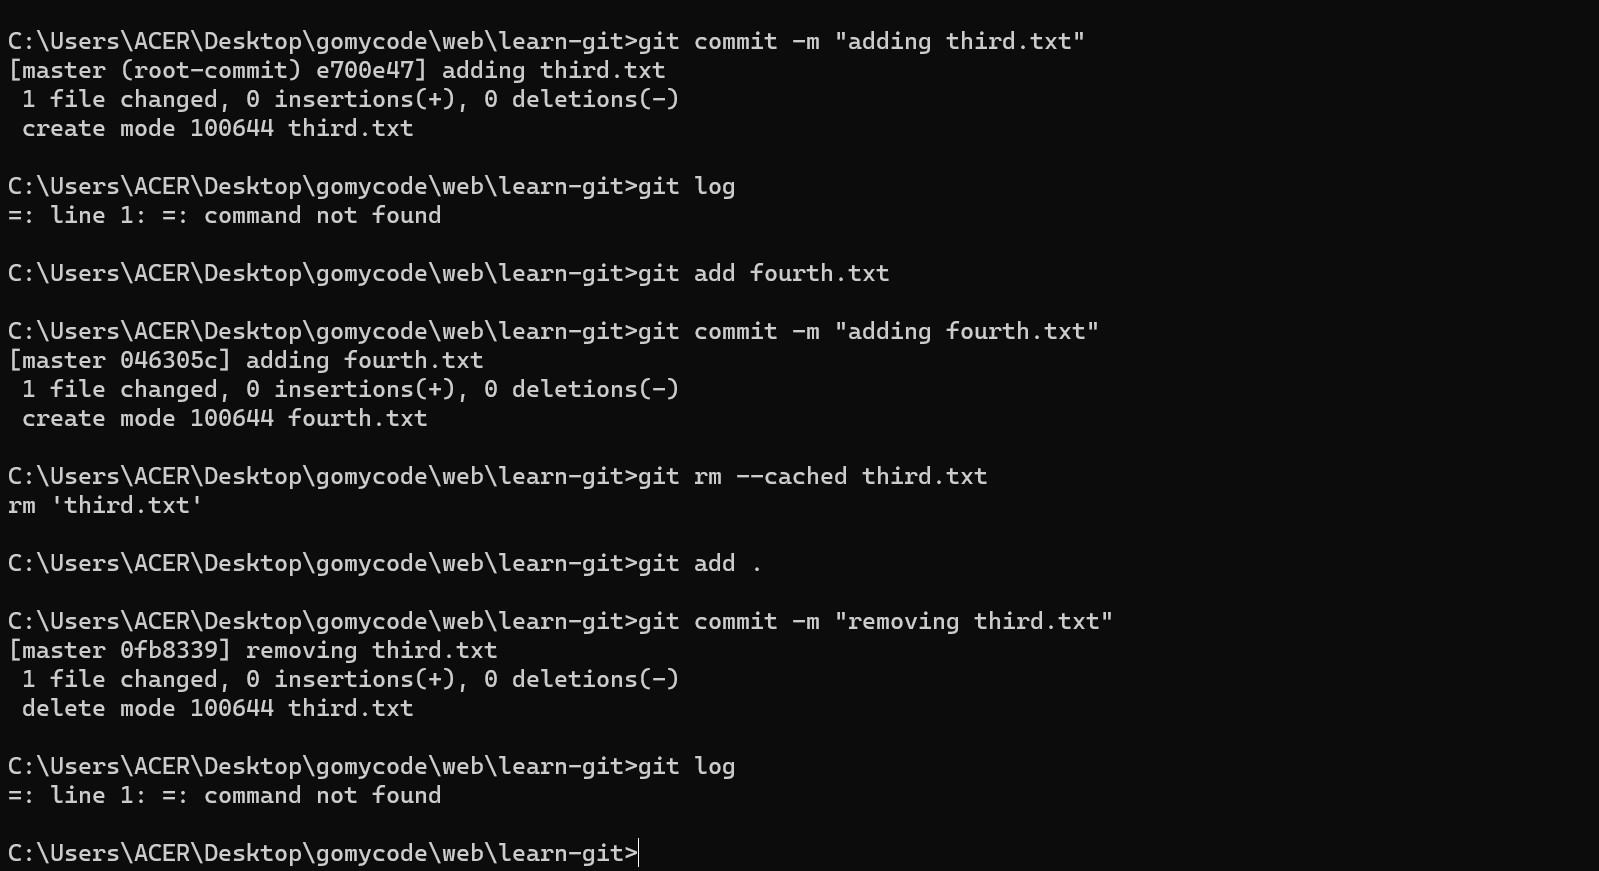 C:\Users\ACER\Desktop\gomycode\web\learn-git>git commit -m "adding third.txt"
[master (root-commit) e700e47] adding third.txt
 1 file changed, 0 insertions(+), 0 deletions(-)
 create mode 100644 third.txt

C:\Users\ACER\Desktop\gomycode\web\learn-git>git log
=: line 1: =: command not found

C:\Users\ACER\Desktop\gomycode\web\learn-git>git add fourth.txt

C:\Users\ACER\Desktop\gomycode\web\learn-git>git commit -m "adding fourth.txt"
[master 046305c] adding fourth.txt
 1 file changed, 0 insertions(+), 0 deletions(-)
 create mode 100644 fourth.txt

C:\Users\ACER\Desktop\gomycode\web\learn-git>git rm --cached third.txt
rm 'third.txt'

C:\Users\ACER\Desktop\gomycode\web\learn-git>git add .

C:\Users\ACER\Desktop\gomycode\web\learn-git>git commit -m "removing third.txt"
[master 0fb8339] removing third.txt
 1 file changed, 0 insertions(+), 0 deletions(-)
 delete mode 100644 third.txt

C:\Users\ACER\Desktop\gomycode\web\learn-git>git log
=: line 1: =: command not found

C:\Users\ACER\Desktop\gomycode\web\learn-git>